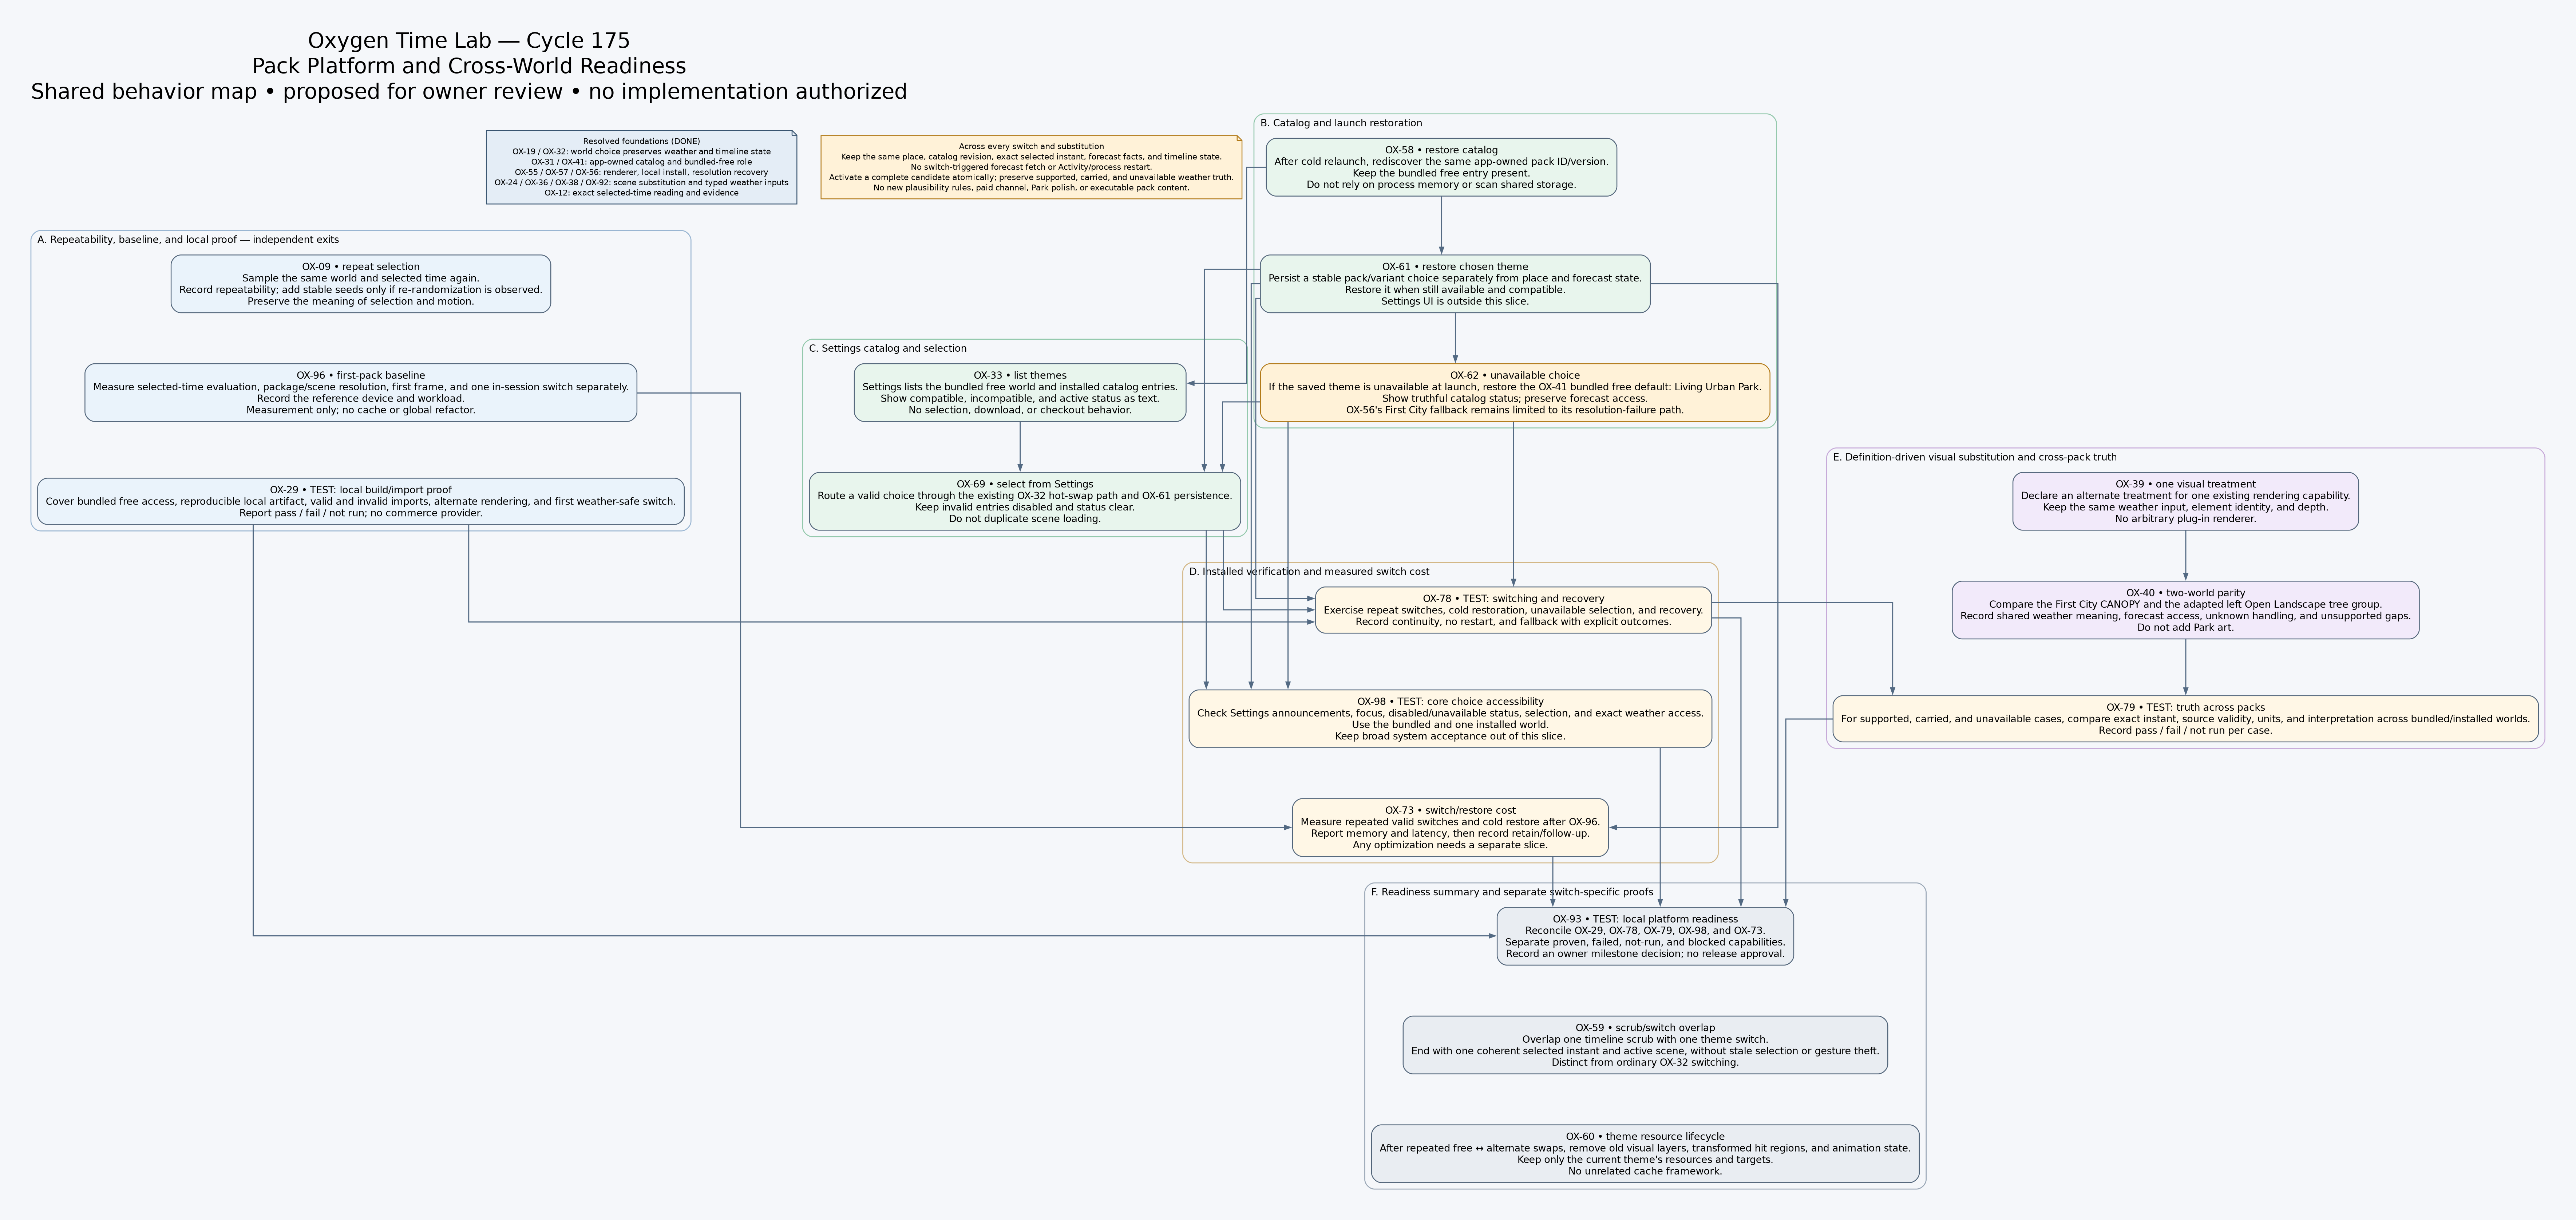 Oxygen Time Lab — Cycle 175
Pack Platform and Cross-World Readiness
Shared behavior map • proposed for owner review • no implementation authorized
Resolved foundations (DONE)
OX-19 / OX-32: world choice preserves weather and timeline state
OX-31 / OX-41: app-owned catalog and bundled-free role
OX-55 / OX-57 / OX-56: renderer, local install, resolution recovery
OX-24 / OX-36 / OX-38 / OX-92: scene substitution and typed weather inputs
OX-12: exact selected-time reading and evidence
Across every switch and substitution
Keep the same place, catalog revision, exact selected instant, forecast facts, and timeline state.
No switch-triggered forecast fetch or Activity/process restart.
Activate a complete candidate atomically; preserve supported, carried, and unavailable weather truth.
No new plausibility rules, paid channel, Park polish, or executable pack content.
A. Repeatability, baseline, and local proof — independent exits
OX-09 • repeat selection
Sample the same world and selected time again.
Record repeatability; add stable seeds only if re-randomization is observed.
Preserve the meaning of selection and motion.
OX-96 • first-pack baseline
Measure selected-time evaluation, package/scene resolution, first frame, and one in-session switch separately.
Record the reference device and workload.
Measurement only; no cache or global refactor.
OX-29 • TEST: local build/import proof
Cover bundled free access, reproducible local artifact, valid and invalid imports, alternate rendering, and first weather-safe switch.
Report pass / fail / not run; no commerce provider.
B. Catalog and launch restoration
OX-58 • restore catalog
After cold relaunch, rediscover the same app-owned pack ID/version.
Keep the bundled free entry present.
Do not rely on process memory or scan shared storage.
OX-61 • restore chosen theme
Persist a stable pack/variant choice separately from place and forecast state.
Restore it when still available and compatible.
Settings UI is outside this slice.
OX-62 • unavailable choice
If the saved theme is unavailable at launch, restore the OX-41 bundled free default: Living Urban Park.
Show truthful catalog status; preserve forecast access.
OX-56's First City fallback remains limited to its resolution-failure path.
C. Settings catalog and selection
OX-33 • list themes
Settings lists the bundled free world and installed catalog entries.
Show compatible, incompatible, and active status as text.
No selection, download, or checkout behavior.
OX-69 • select from Settings
Route a valid choice through the existing OX-32 hot-swap path and OX-61 persistence.
Keep invalid entries disabled and status clear.
Do not duplicate scene loading.
D. Installed verification and measured switch cost
OX-78 • TEST: switching and recovery
Exercise repeat switches, cold restoration, unavailable selection, and recovery.
Record continuity, no restart, and fallback with explicit outcomes.
OX-98 • TEST: core choice accessibility
Check Settings announcements, focus, disabled/unavailable status, selection, and exact weather access.
Use the bundled and one installed world.
Keep broad system acceptance out of this slice.
OX-73 • switch/restore cost
Measure repeated valid switches and cold restore after OX-96.
Report memory and latency, then record retain/follow-up.
Any optimization needs a separate slice.
E. Definition-driven visual substitution and cross-pack truth
OX-39 • one visual treatment
Declare an alternate treatment for one existing rendering capability.
Keep the same weather input, element identity, and depth.
No arbitrary plug-in renderer.
OX-40 • two-world parity
Compare the First City CANOPY and the adapted left Open Landscape tree group.
Record shared weather meaning, forecast access, unknown handling, and unsupported gaps.
Do not add Park art.
OX-79 • TEST: truth across packs
For supported, carried, and unavailable cases, compare exact instant, source validity, units, and interpretation across bundled/installed worlds.
Record pass / fail / not run per case.
F. Readiness summary and separate switch-specific proofs
OX-93 • TEST: local platform readiness
Reconcile OX-29, OX-78, OX-79, OX-98, and OX-73.
Separate proven, failed, not-run, and blocked capabilities.
Record an owner milestone decision; no release approval.
OX-59 • scrub/switch overlap
Overlap one timeline scrub with one theme switch.
End with one coherent selected instant and active scene, without stale selection or gesture theft.
Distinct from ordinary OX-32 switching.
OX-60 • theme resource lifecycle
After repeated free ↔ alternate swaps, remove old visual layers, transformed hit regions, and animation state.
Keep only the current theme's resources and targets.
No unrelated cache framework.